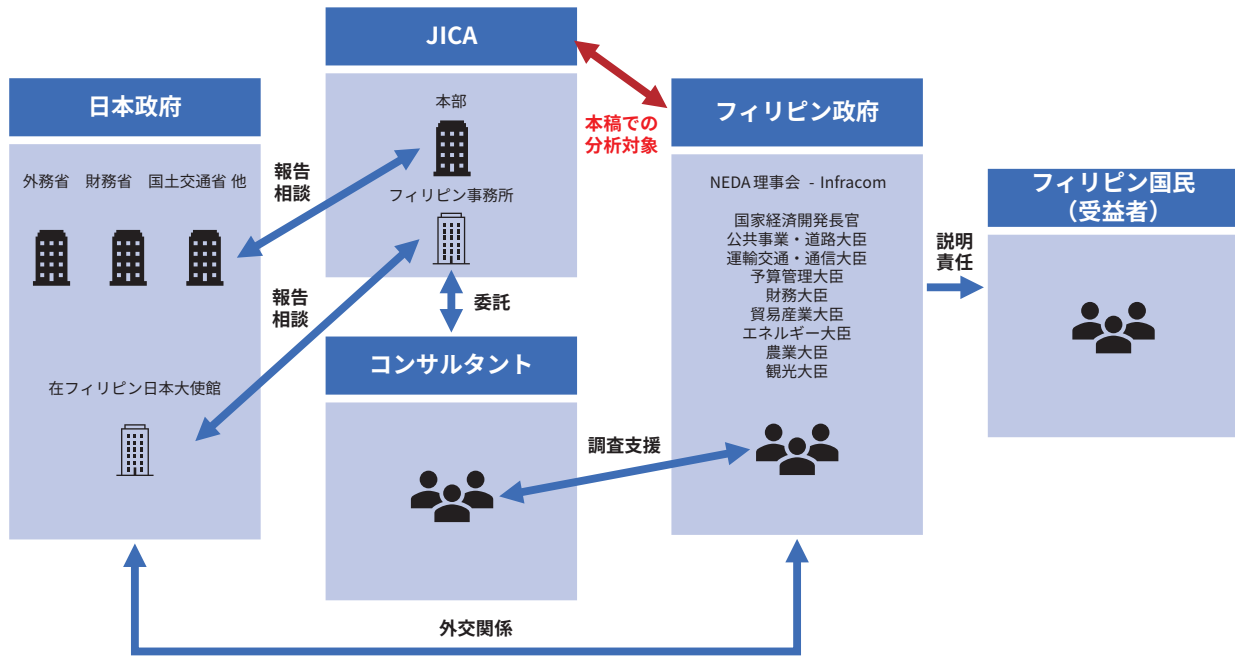 JICA
本部
フィリピン事務所
日本政府
外務省 財務省 国土交通省 他
在フィリピン日本大使館
報告
相談
報告
相談
委託
コンサルタント
調査支援
本稿での
分析対象
フィリピン政府
NEDA理事会 - Infracom
国家経済開発長官
公共事業・道路大臣
運輸交通・通信大臣
予算管理大臣
財務大臣
貿易産業大臣
エネルギー大臣
農業大臣
観光大臣
説明
責任
フィリピン国民
（受益者）
外交関係